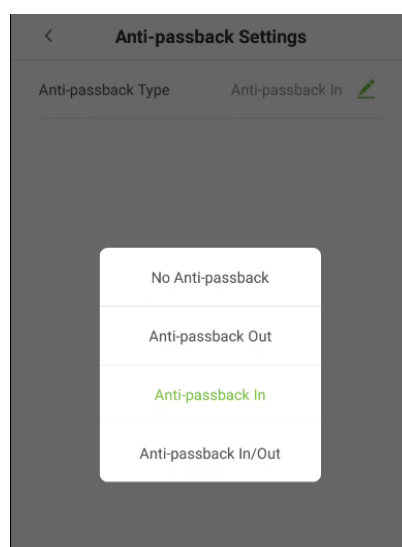 Anti-passback Settings
Anti-passback Type Anti-passback In
No Anti-passback
Anti-passback Out
Anti-passback In
Anti-passback In/Out